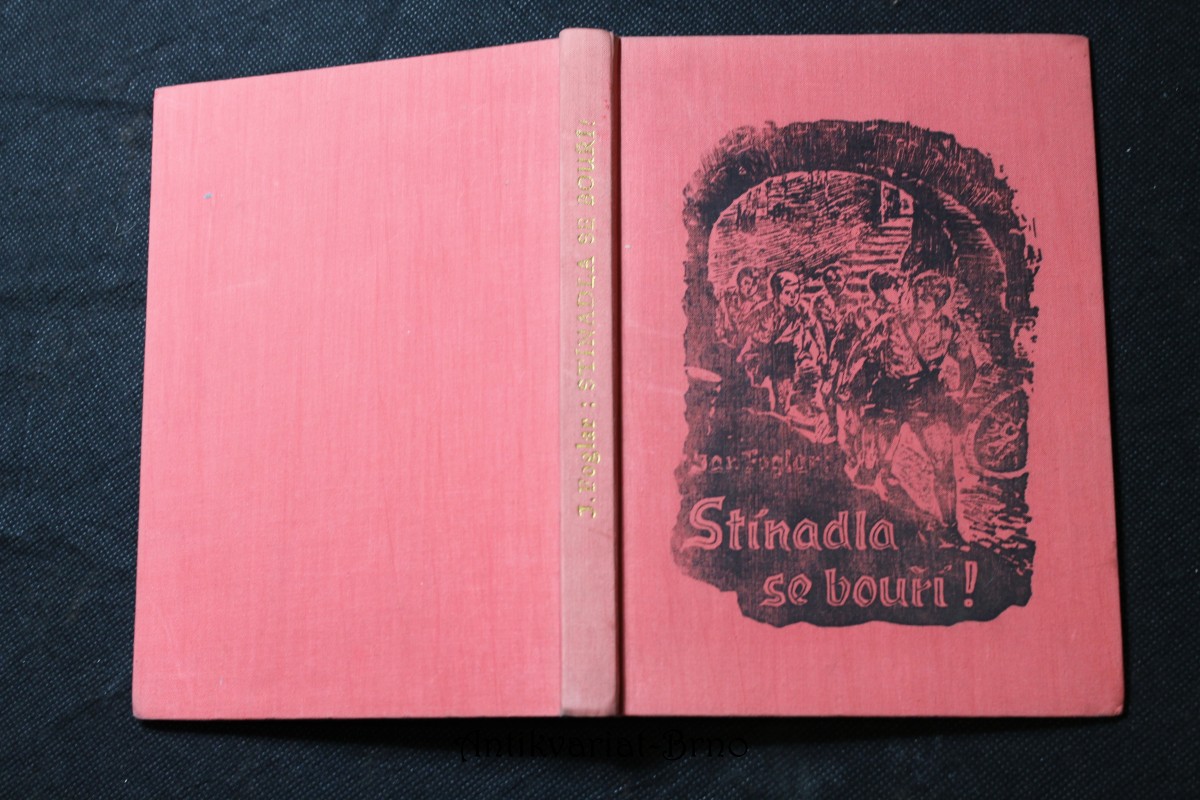 J. Foglar : STÍNADLA SE BOUŘÍ!
Jar. Foglar:
Stínadla
se bouří!
Antikvariat-Brno